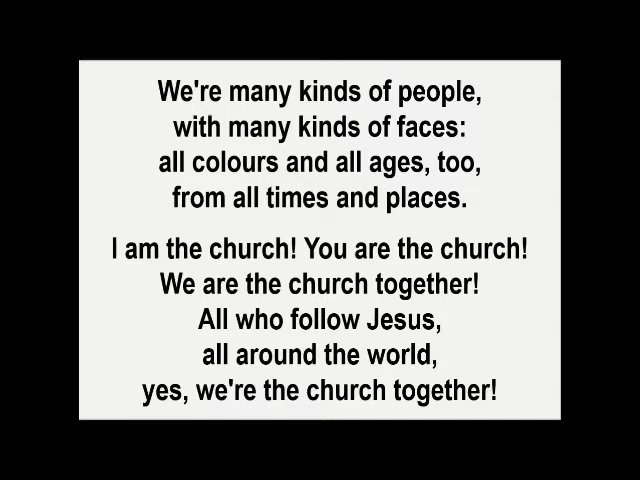 We're many kinds of people,
with many kinds of faces:
all colours and all ages, too,
from all times and places.
I am the church! You are the church!
We are the church together!
All who follow Jesus,
all around the world,
yes, we're the church together!